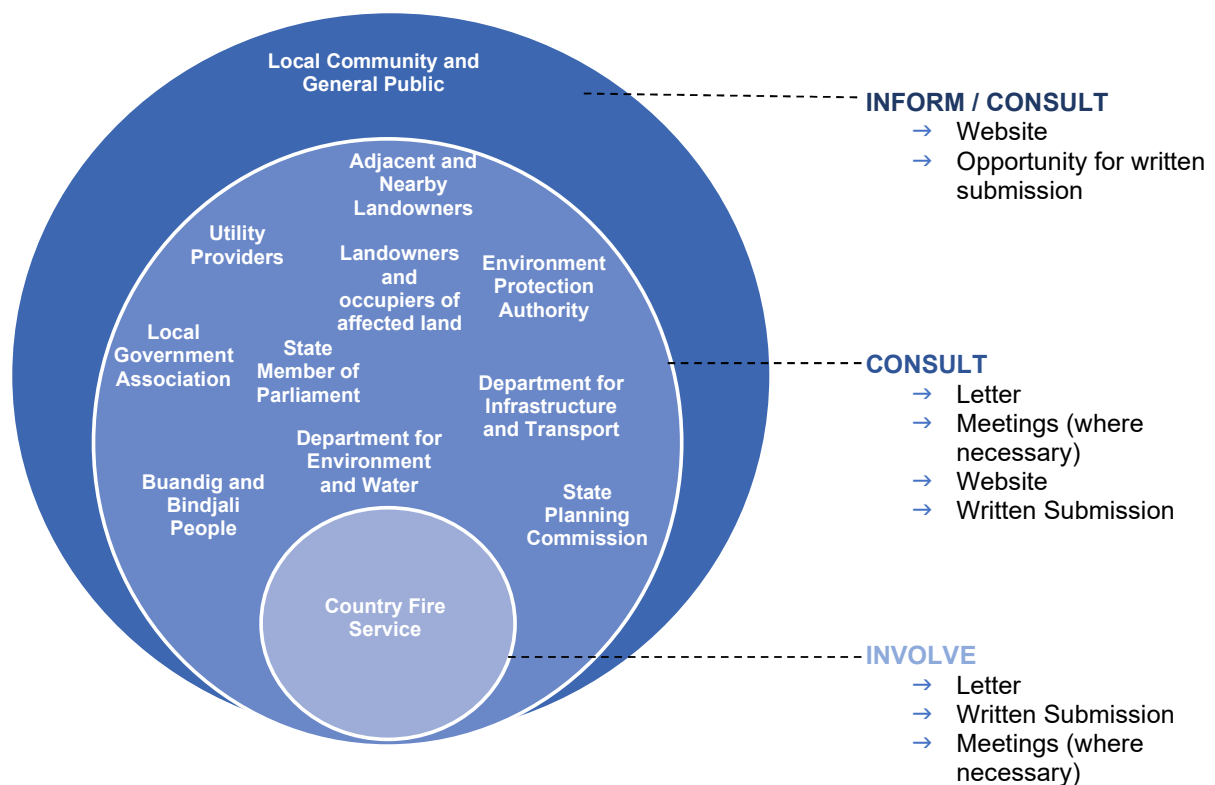 Local Community and
General Public
Adjacent and
Nearby
Landowners
Utility
Providers
Landowners
and
occupiers of
affected land
Environment
Protection
Authority
Local
Government
Association
State
Member of
Parliament
Department for
Infrastructure
and Transport
Department for
Environment
and Water
Buandig and
Bindjali
People
State
Planning
Commission
Country Fire
Service
INFORM / CONSULT
→ Website
→ Opportunity for written
submission
CONSULT
→ Letter
→ Meetings (where
necessary)
→ Website
→ Written Submission
INVOLVE
→ Letter
→ Written Submission
→ Meetings (where
necessary)